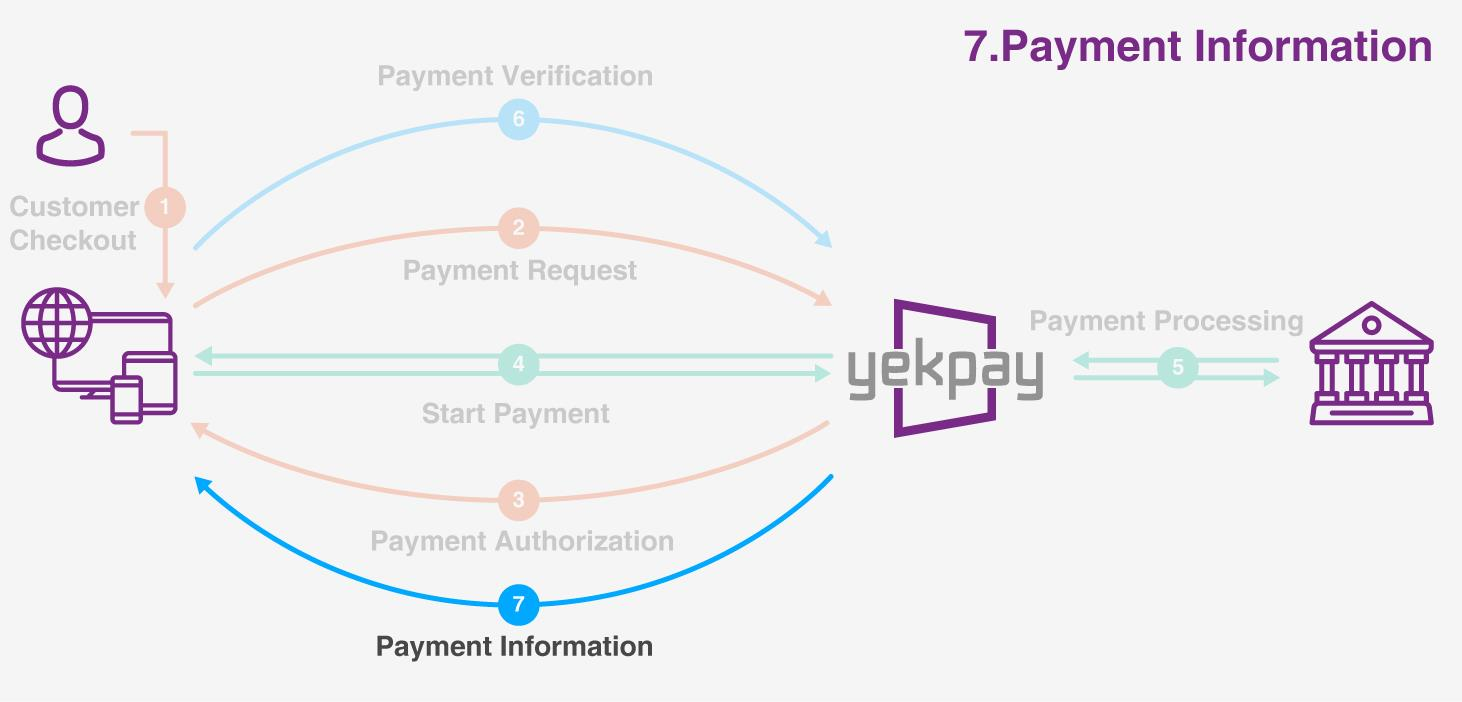 7.Payment Information
Payment Verification
6
Customer
Checkout
1
2
Payment Request
4
Start Payment
yekpay
Payment Processing
5
3
Payment Authorization
7
Payment Information